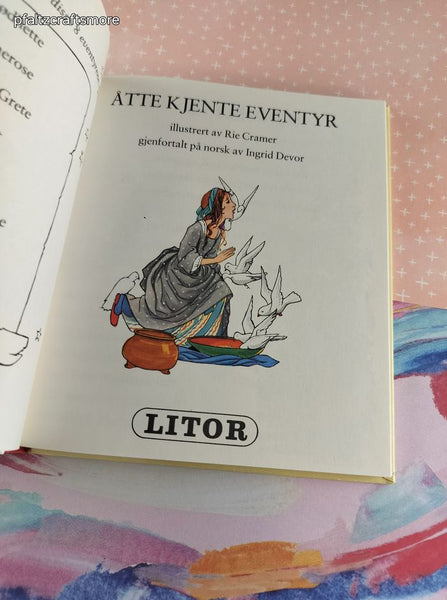 pfaltzcraftsmore
Grete
ÅTTE KJENTE EVENTYR
illustrert av Rie Cramer
gjenfortalt på norsk av Ingrid Devor
LITOR